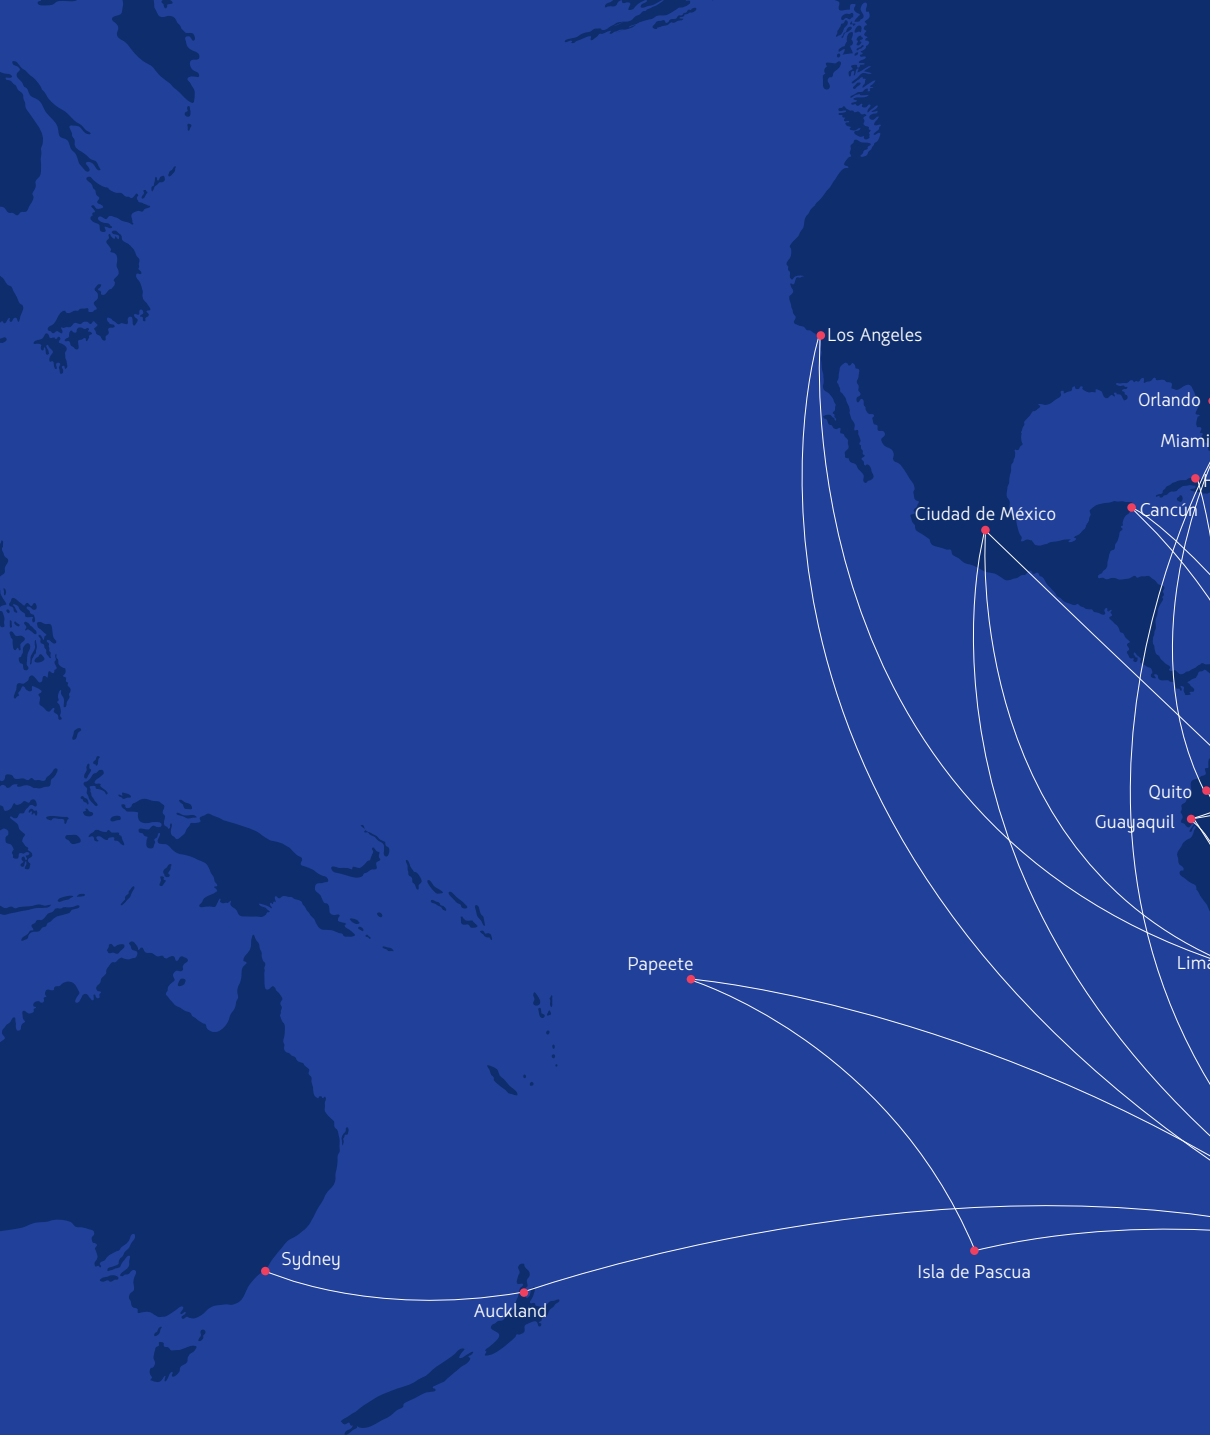 Los Angeles
Orlando
Miami
Cancún
Ciudad de México
Quito
Guayaquil
Papeete
Lima
Sydney
Isla de Pascua
Auckland